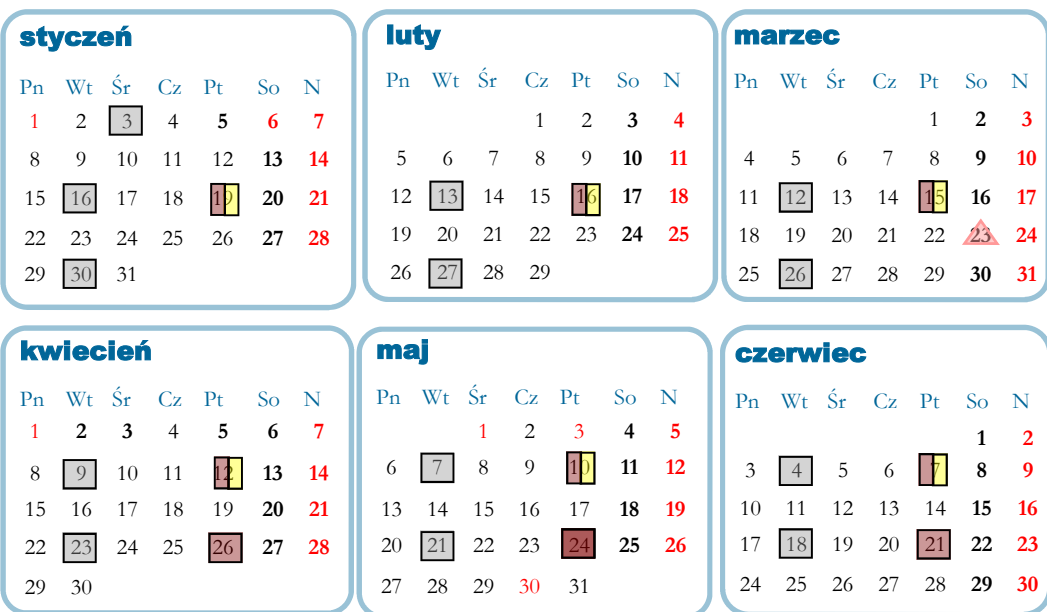 styczeń
Pn Wt Śr Cz Pt So N
1 2 3 4 5 6 7
8 9 10 11 12 13 14
15 16 17 18 19 20 21
22 23 24 25 26 27 28
29 30 31
luty
Pn Wt Śr Cz Pt So N
1 2 3 4
5 6 7 8 9 10 11
12 13 14 15 16 17 18
19 20 21 22 23 24 25
26 27 28 29
marzec
Pn Wt Śr Cz Pt So N
1 2 3
4 5 6 7 8 9 10
11 12 13 14 15 16 17
18 19 20 21 22 23 24
25 26 27 28 29 30 31
kwiecień
Pn Wt Śr Cz Pt So N
1 2 3 4 5 6 7
8 9 10 11 12 13 14
15 16 17 18 19 20 21
22 23 24 25 26 27 28
29 30
maj
Pn Wt Śr Cz Pt So N
1 2 3 4 5
6 7 8 9 10 11 12
13 14 15 16 17 18 19
20 21 22 23 24 25 26
27 28 29 30 31
czerwiec
Pn Wt Śr Cz Pt So N
1 2
3 4 5 6 7 8 9
10 11 12 13 14 15 16
17 18 19 20 21 22 23
24 25 26 27 28 29 30